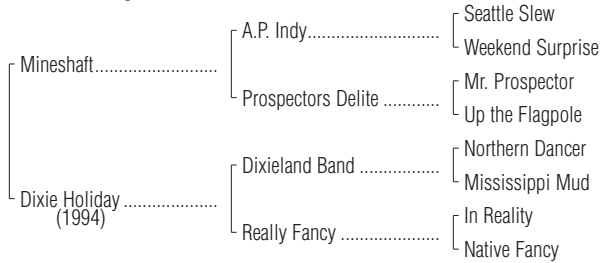 Seattle Slew
A.P. Indy..............................
Weekend Surprise
Mineshaft............................
Mr. Prospector
Prospectors Delite .............
Up the Flagpole
Northern Dancer
Dixieland Band ..................
Mississippi Mud
Dixie Holiday .....................
(1994)
In Reality
Really Fancy ......................
Native Fancy